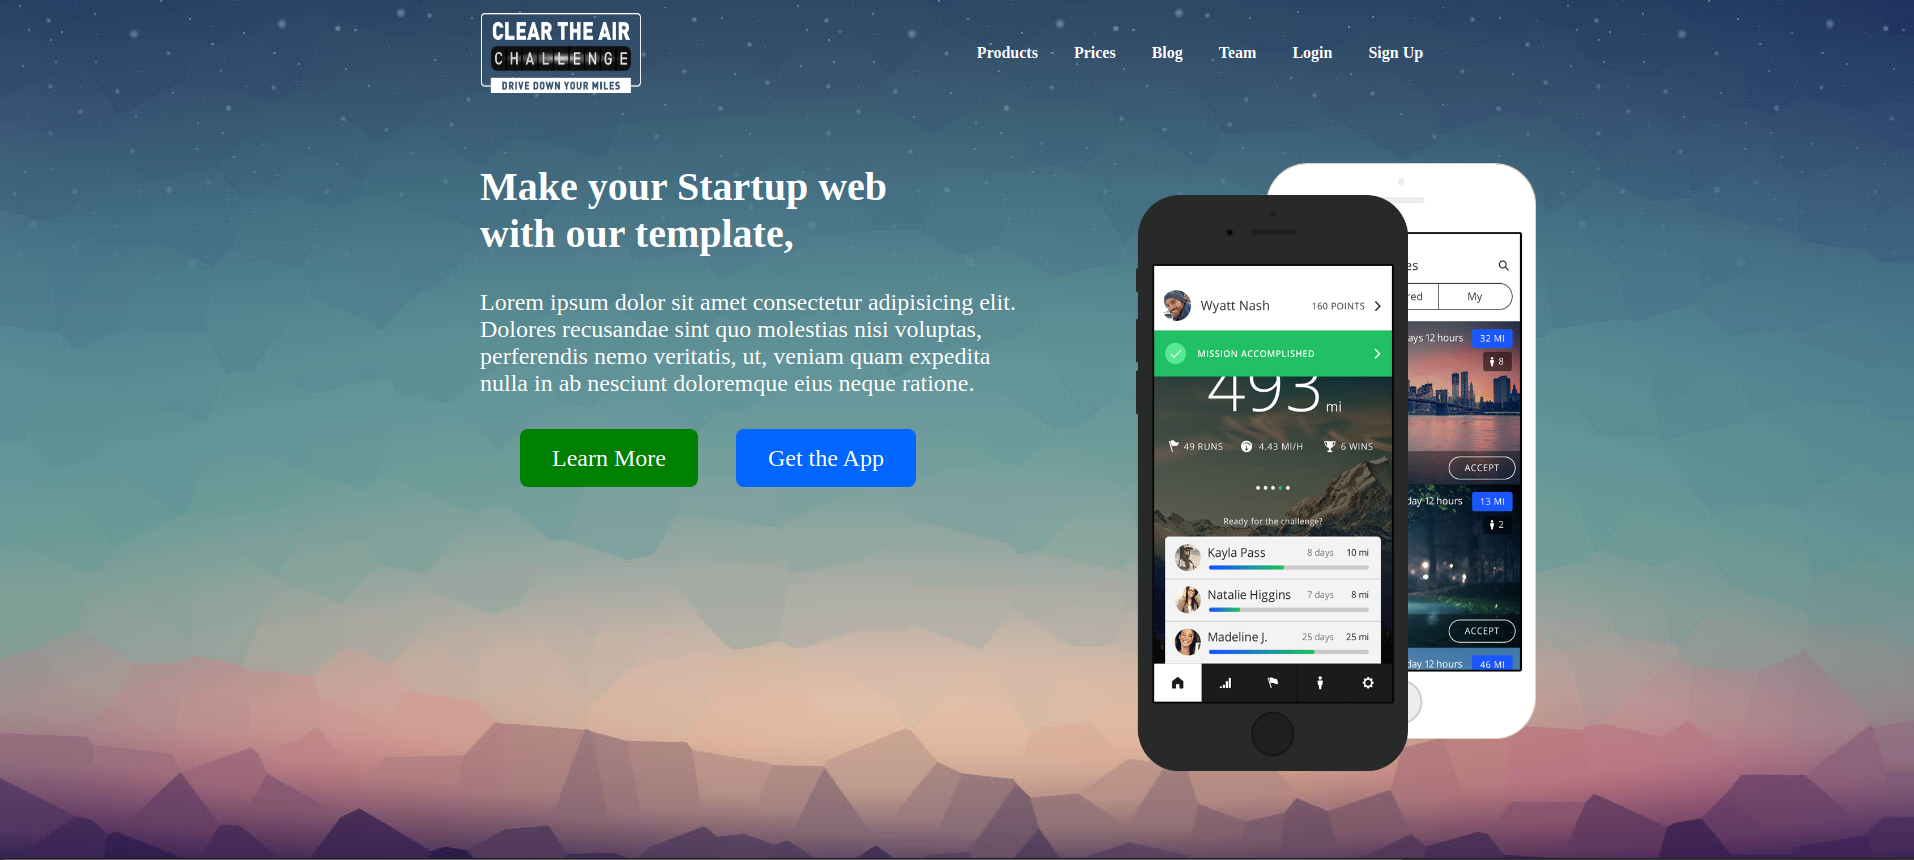 CLEAR THE AIR
CHALLENGE
DRIVE DOWN YOUR MILES
Products Prices Blog Team Login Sign Up
Make your Startup web
with our template,
Lorem ipsum dolor sit amet consectetur adipisicing elit.
Dolores recusandae sint quo molestias nisi voluptas,
perferendis nemo veritatis, ut, veniam quam expedita
nulla in ab nesciunt doloremque eius neque ratione.
Learn More Get the App
Wyatt Nash 160 POINTS
MISSION ACCOMPLISHED
493 mi
49 RUNS 4.43 MI/H 6 WINS
Ready for the challenge?
Kayla Pass 8 days 10 mi
Natalie Higgins 7 days 8 mi
Madeline J. 25 days 25 mi
es
red My
ays 12 hours 32 MI
8
ACCEPT
day 12 hours 13 MI
2
ACCEPT
day 12 hours 46 MI